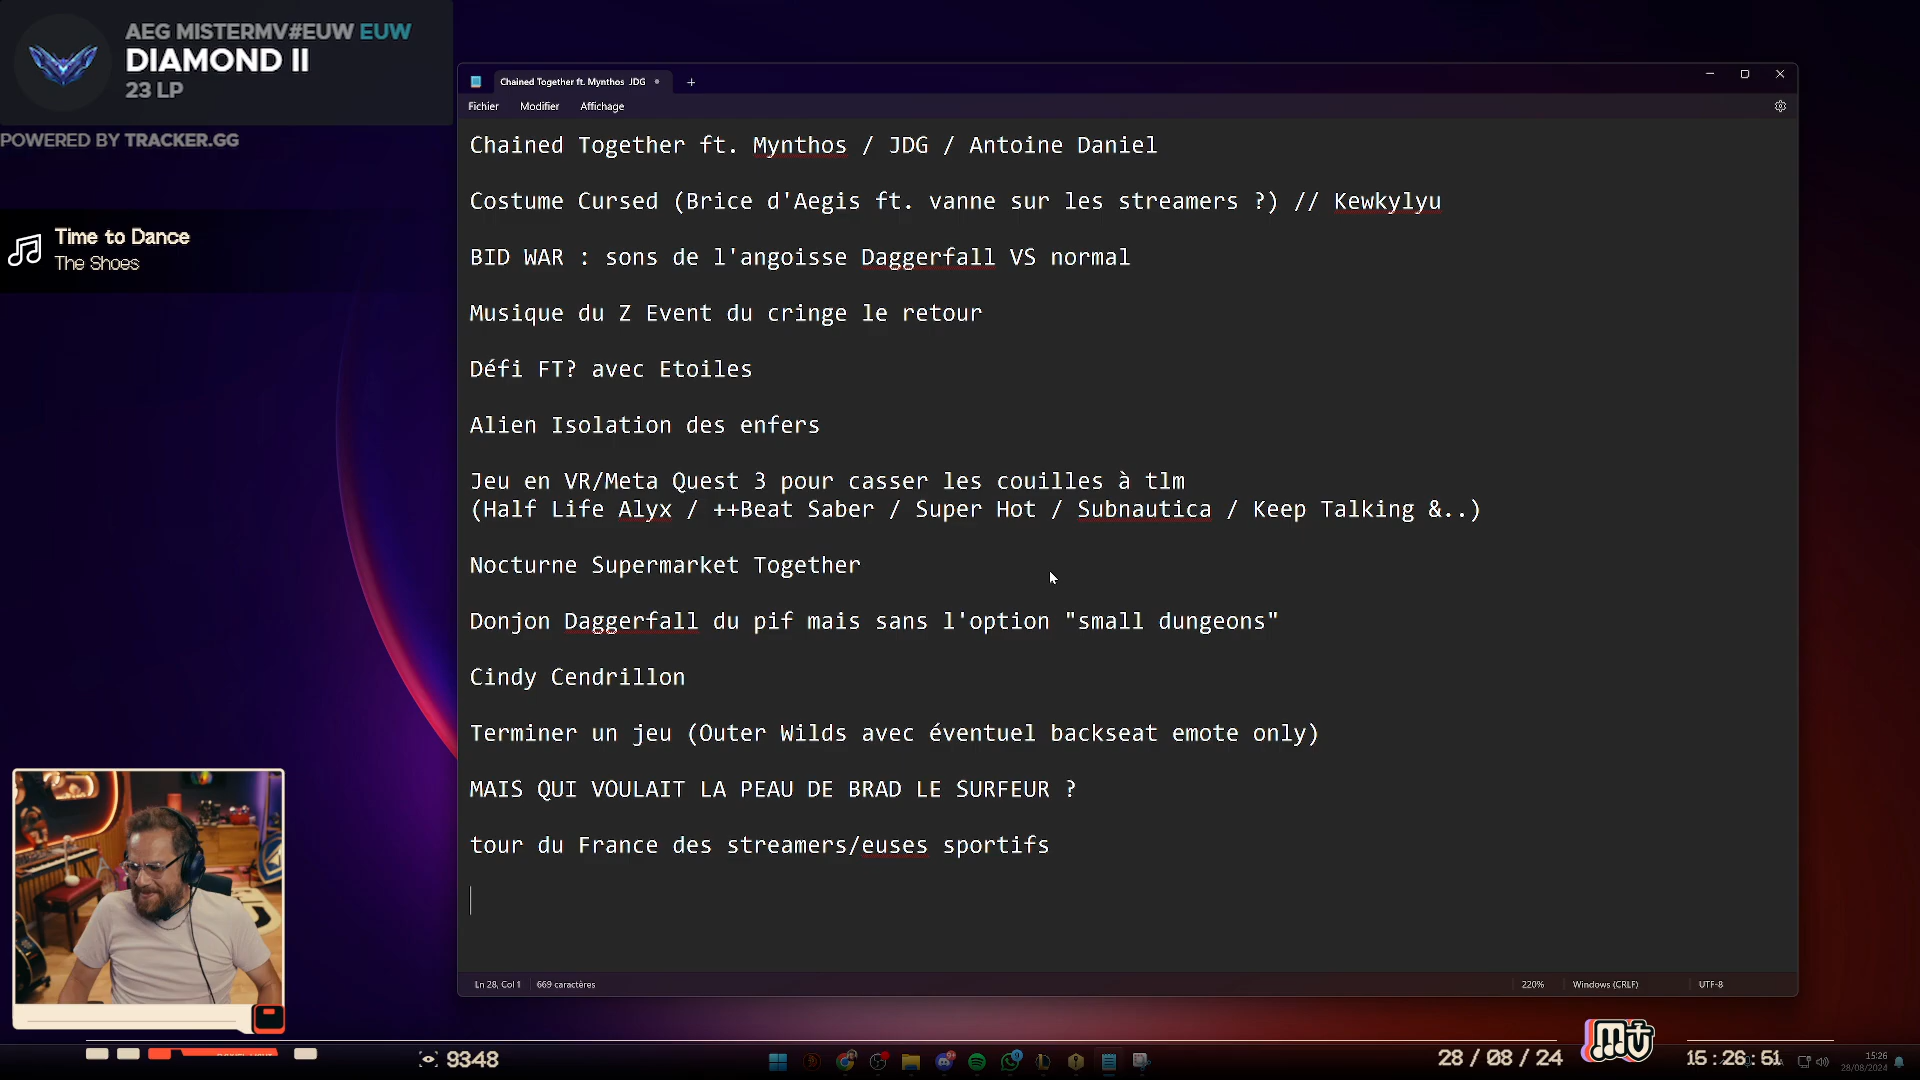 AEG MISTERMV#EUW EUW
DIAMOND II
23 LP
POWERED BY TRACKER.GG
Time to Dance
The Shoes
Chained Together ft. Mynthos JDG
Fichier Modifier Affichage
Chained Together ft. Mynthos / JDG / Antoine Daniel
Costume Cursed (Brice d'Aegis ft. vanne sur les streamers ?) // Kewkylyu
BID WAR : sons de l'angoisse Daggerfall VS normal
Musique du Z Event du cringe le retour
Défi FT? avec Etoiles
Alien Isolation des enfers
Jeu en VR/Meta Quest 3 pour casser les couilles à tlm
(Half Life Alyx / ++Beat Saber / Super Hot / Subnautica / Keep Talking &..)
Nocturne Supermarket Together
Donjon Daggerfall du pif mais sans l'option "small dungeons"
Cindy Cendrillon
Terminer un jeu (Outer Wilds avec éventuel backseat emote only)
MAIS QUI VOULAIT LA PEAU DE BRAD LE SURFEUR ?
tour du France des streamers/euses sportifs
Ln 28, Col 1 669 caractères 220% Windows (CRLF) UTF-8
9348
28 / 08 / 24
mv
15:26:51
15:26
28/08/2024